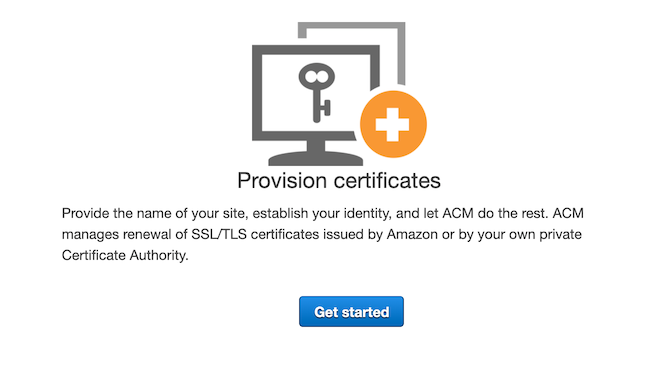 Provision certificates
Provide the name of your site, establish your identity, and let ACM do the rest. ACM
manages renewal of SSL/TLS certificates issued by Amazon or by your own private
Certificate Authority.
Get started